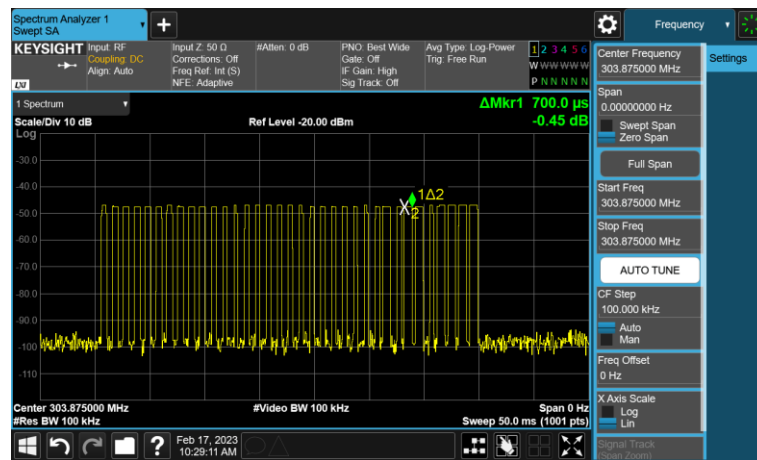 Spectrum Analyzer 1
Swept SA
Frequency
KEYSIGHT
Input: RF
Coupling: DC
Align: Auto
Input Z: 50 Ω
Corrections: Off
Freq Ref: Int (S)
NFE: Adaptive
#Atten: 0 dB
PNO: Best Wide
Gate: Off
IF Gain: High
Sig Track: Off
Avg Type: Log-Power
Trig: Free Run
1 2 3 4 5 6
W W W W W W
P N N N N N
LXI
1 Spectrum
Scale/Div 10 dB
Ref Level -20.00 dBm
ΔMkr1 700.0 µs
-0.45 dB
Log
-30.0
-40.0
-50.0
-60.0
-70.0
-80.0
-90.0
-100
-110
1Δ2
2
Center 303.875000 MHz
#Res BW 100 kHz
#Video BW 100 kHz
Span 0 Hz
Sweep 50.0 ms (1001 pts)
Feb 17, 2023
10:29:11 AM
Center Frequency
303.875000 MHz
Span
0.00000000 Hz
Swept Span
Zero Span
Full Span
Start Freq
303.875000 MHz
Stop Freq
303.875000 MHz
AUTO TUNE
CF Step
100.000 kHz
Auto
Man
Freq Offset
0 Hz
X Axis Scale
Log
Lin
Signal Track
(Span Zoom)
Settings